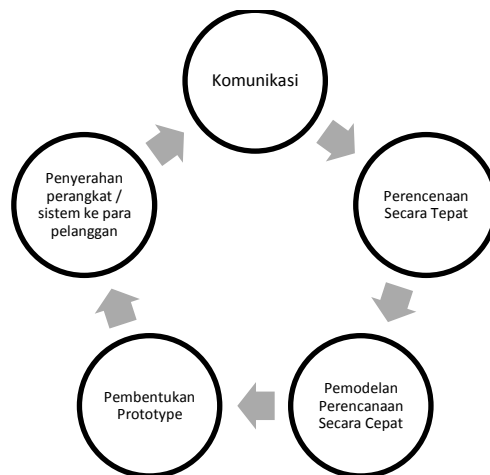 Komunikasi
Perencenaan
Secara Tepat
Pemodelan
Perencanaan
Secara Cepat
Pembentukan
Prototype
Penyerahan
perangkat /
sistem ke para
pelanggan